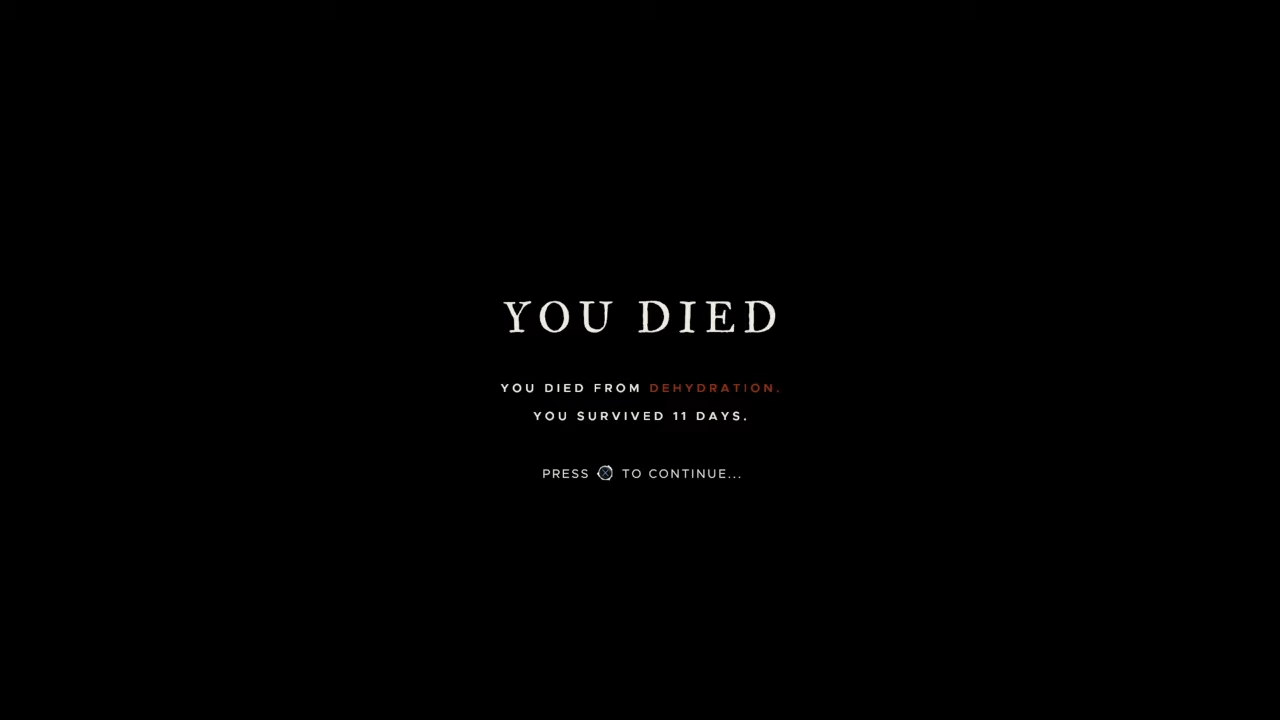 YOU DIED
YOU DIED FROM DEHYDRATION.
YOU SURVIVED 11 DAYS.
PRESS TO CONTINUE...